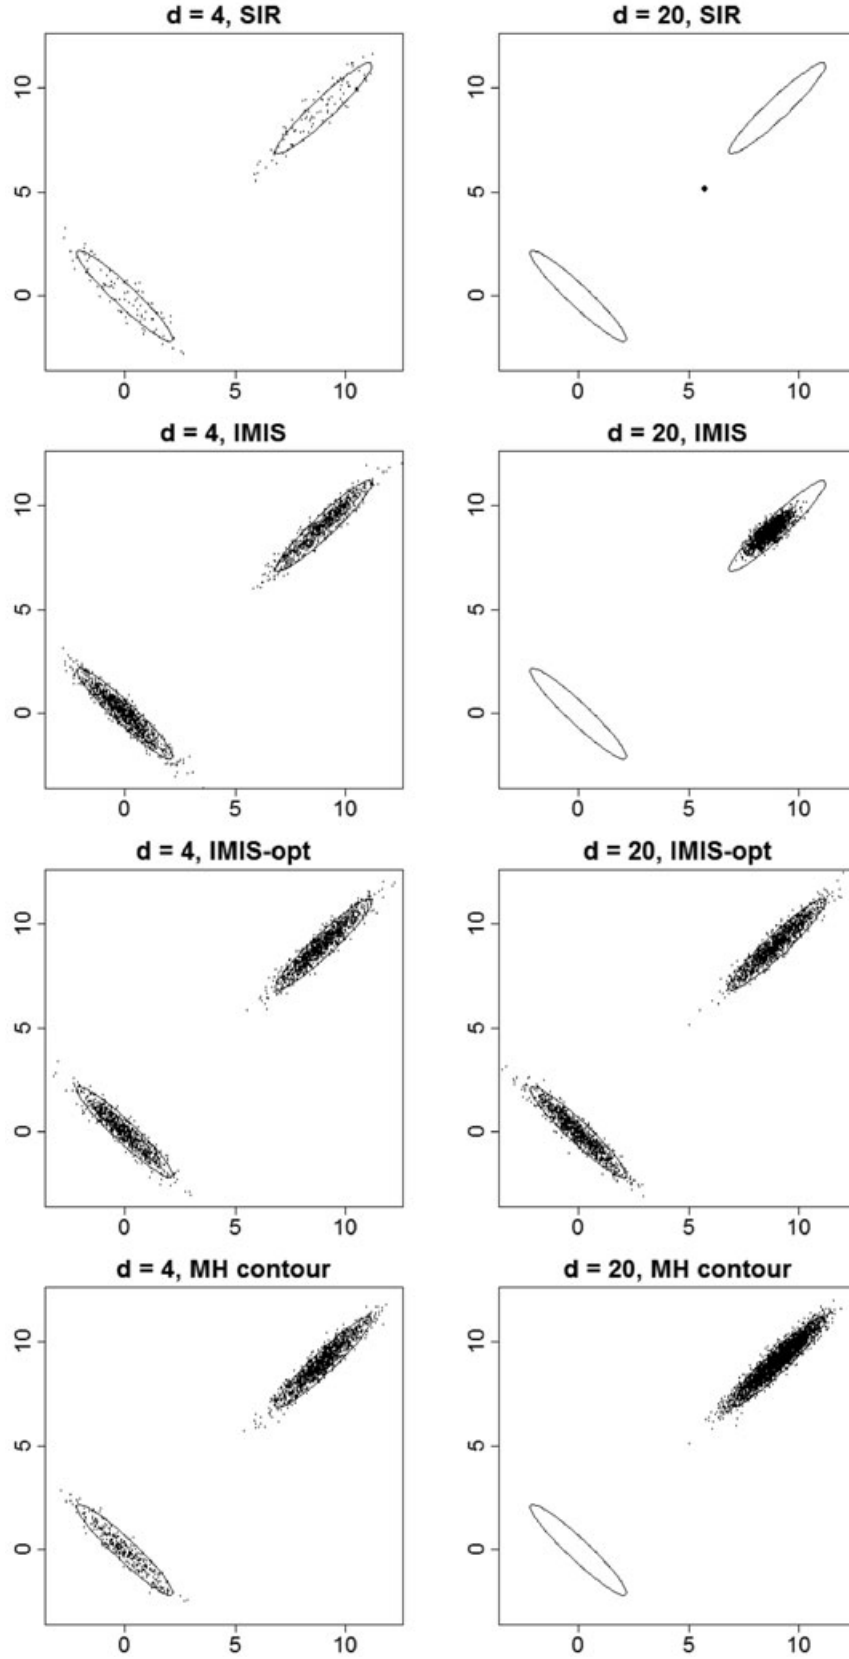 d = 4, SIR
d = 20, SIR
10
5
0
0 5 10
10
5
0
0 5 10
d = 4, IMIS
d = 20, IMIS
10
5
0
0 5 10
10
5
0
0 5 10
d = 4, IMIS-opt
d = 20, IMIS-opt
10
5
0
0 5 10
10
5
0
0 5 10
d = 4, MH contour
d = 20, MH contour
10
5
0
0 5 10
10
5
0
0 5 10